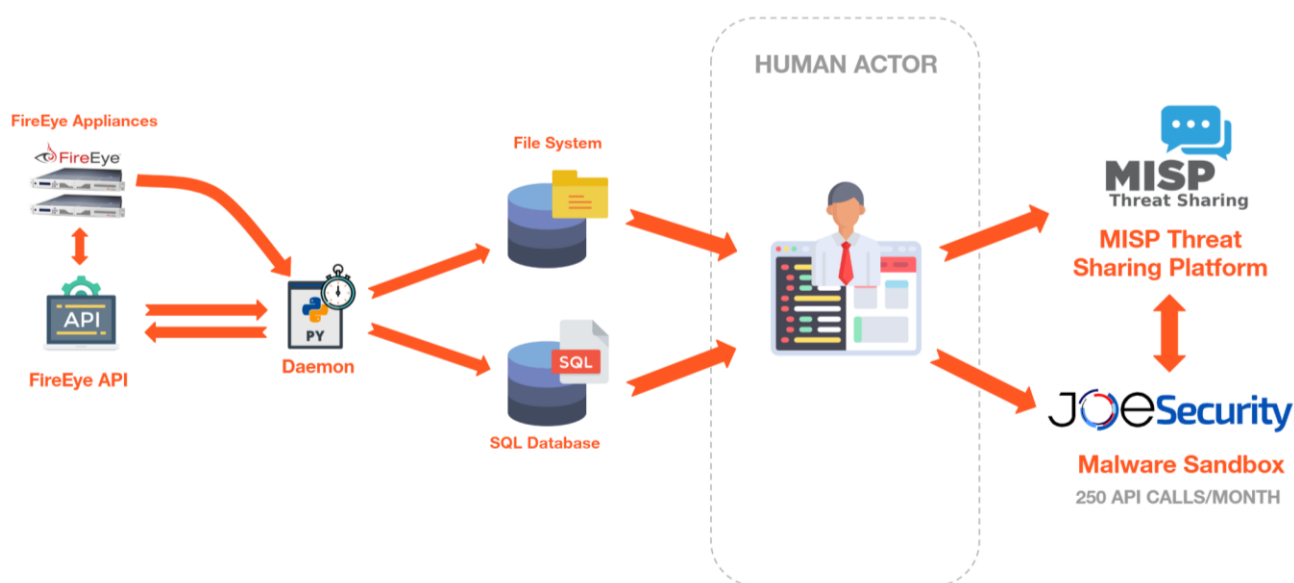 HUMAN ACTOR
FireEye Appliances
FireEye
API
FireEye API
PY
Daemon
File System
SQL
SQL Database
MISP
Threat Sharing
MISP Threat
Sharing Platform
JOESecurity
Malware Sandbox
250 API CALLS/MONTH